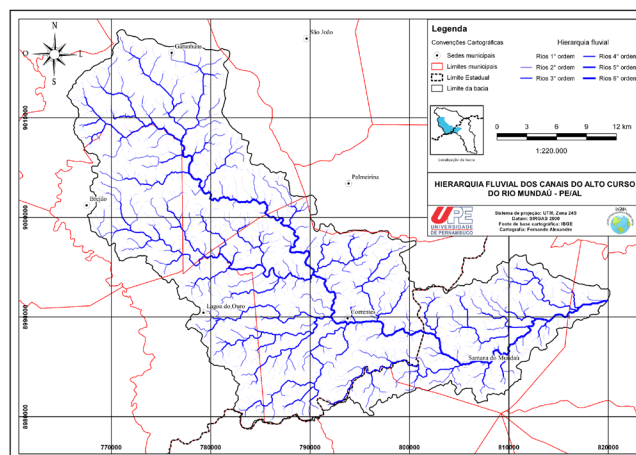 N
O
L
S
São João
Garanhuns
Palmeirina
Brejão
Lagoa do Ouro
Correntes
Santana do Mundaú
9010000
9000000
8990000
8980000
770000
780000
790000
800000
810000
820000
Legenda
Convenções Cartográficas
Sedes municipais
Limites municipais
Limite Estadual
Limite da bacia
Hierarquia fluvial
Rios 1° ordem
Rios 2° ordem
Rios 3° ordem
Rios 4° ordem
Rios 5° ordem
Rios 6° ordem
Localização da bacia
0 3 6 9 12 km
1:220.000
HIERARQUIA FLUVIAL DOS CANAIS DO ALTO CURSO
DO RIO MUNDAÚ - PE/AL
UPE
UNIVERSIDADE
DE PERNAMBUCO
Sistema de projeção: UTM, Zona 24S
Datum: SIRGAS 2000
Fonte de base cartográfica: IBGE
Cartografia: Fernando Alexandre